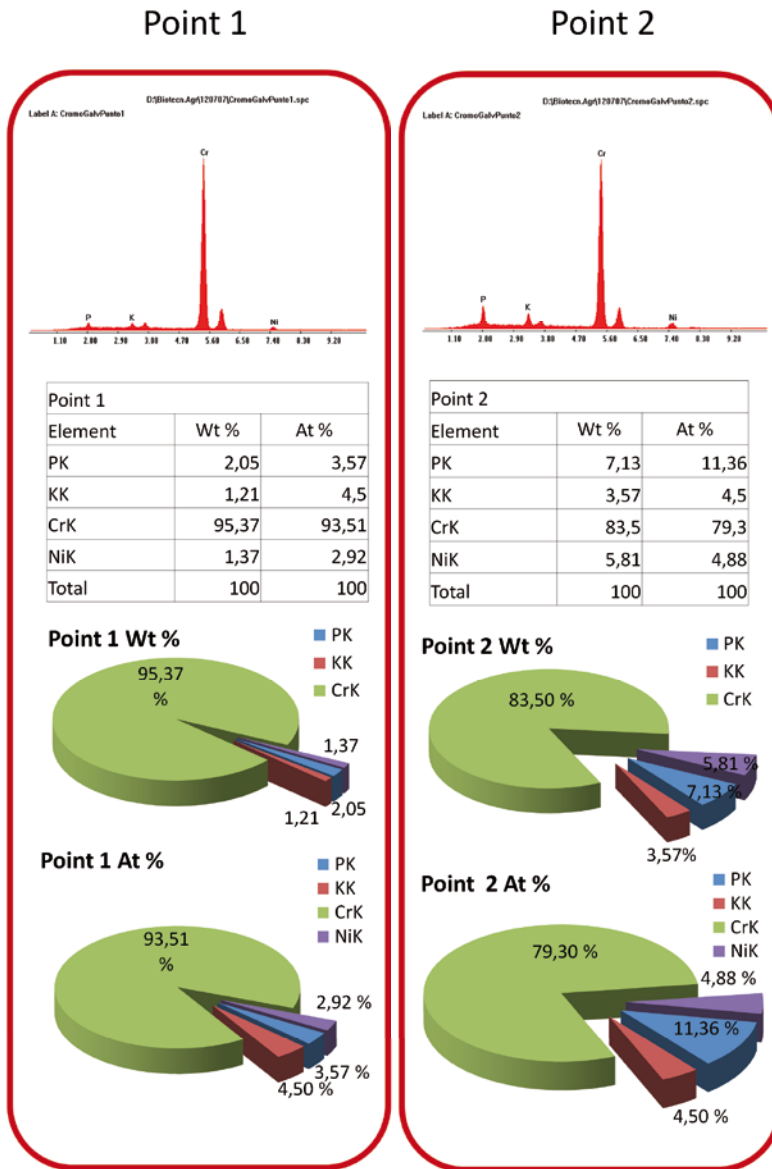 Point 1
D:\Biotecn.Agr\120707\CromoGalvPunto1.spc
Label A: CromoGalvPunto1
Cr
P K Ni
1.10 2.00 2.90 3.80 4.70 5.60 6.50 7.40 8.30 9.20
Point 1
Element Wt % At %
PK 2,05 3,57
KK 1,21 4,5
CrK 95,37 93,51
NiK 1,37 2,92
Total 100 100
Point 1 Wt %
PK
KK
CrK
95,37
%
1,37
2,05
1,21
Point 1 At %
PK
KK
CrK
NiK
93,51
%
2,92 %
3,57 %
4,50 %
Point 2
D:\Biotecn.Agr\120707\CromoGalvPunto2.spc
Label A: CromoGalvPunto2
Cr
P K Ni
1.10 2.00 2.90 3.80 4.70 5.60 6.50 7.40 8.30 9.20
Point 2
Element Wt % At %
PK 7,13 11,36
KK 3,57 4,5
CrK 83,5 79,3
NiK 5,81 4,88
Total 100 100
Point 2 Wt %
PK
KK
CrK
83,50 %
5,81 %
7,13 %
3,57%
Point 2 At %
PK
KK
CrK
NiK
79,30 %
4,88 %
11,36 %
4,50 %